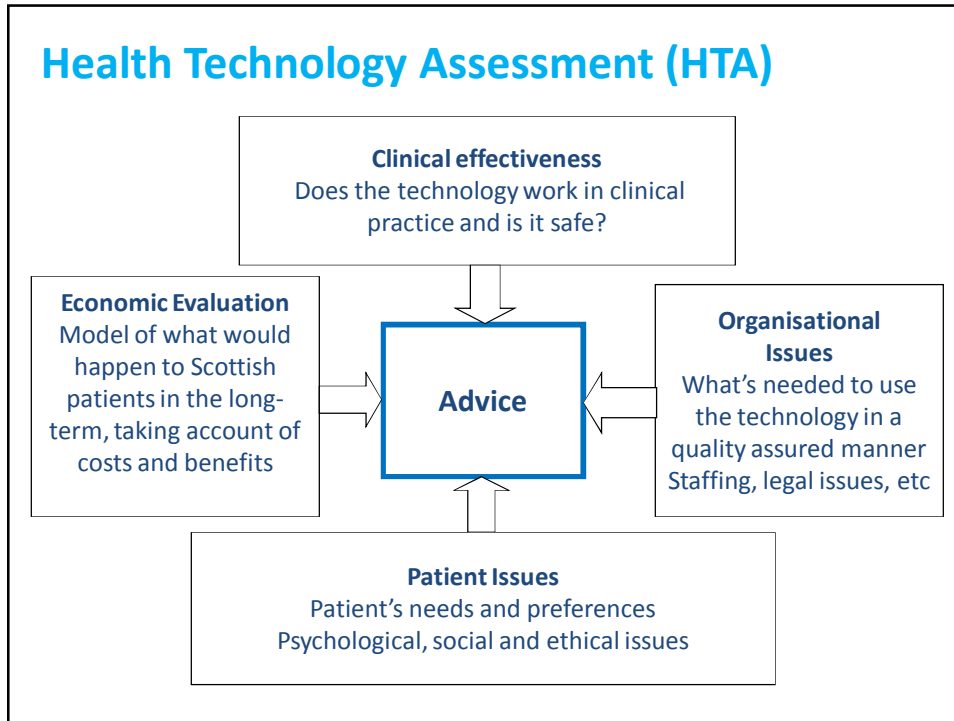 Health Technology Assessment (HTA)
Clinical effectiveness
Does the technology work in clinical
practice and is it safe?
Economic Evaluation
Model of what would
happen to Scottish
patients in the long-
term, taking account of
costs and benefits
Advice
Organisational
Issues
What's needed to use
the technology in a
quality assured manner
Staffing, legal issues, etc
Patient Issues
Patient's needs and preferences
Psychological, social and ethical issues